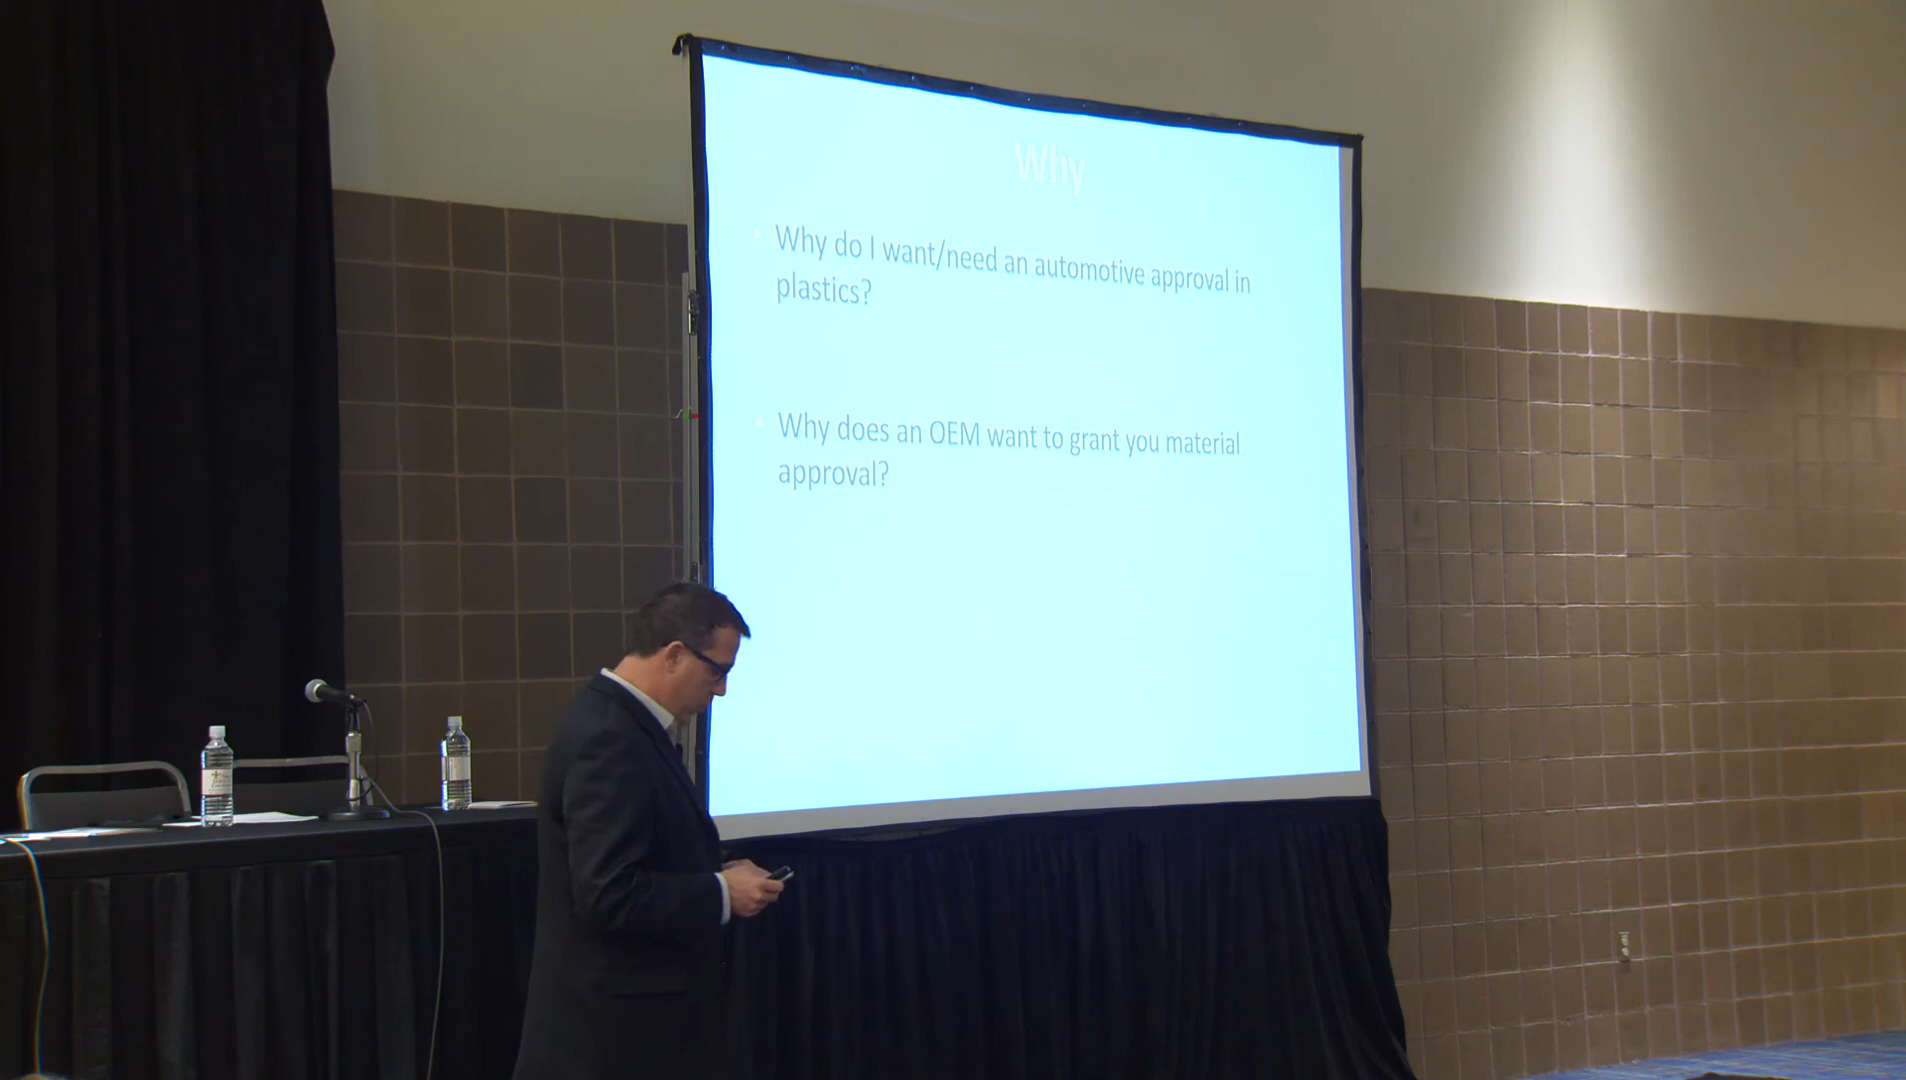 Why
Why do I want/need an automotive approval in
plastics?
Why does an OEM want to grant you material
approval?